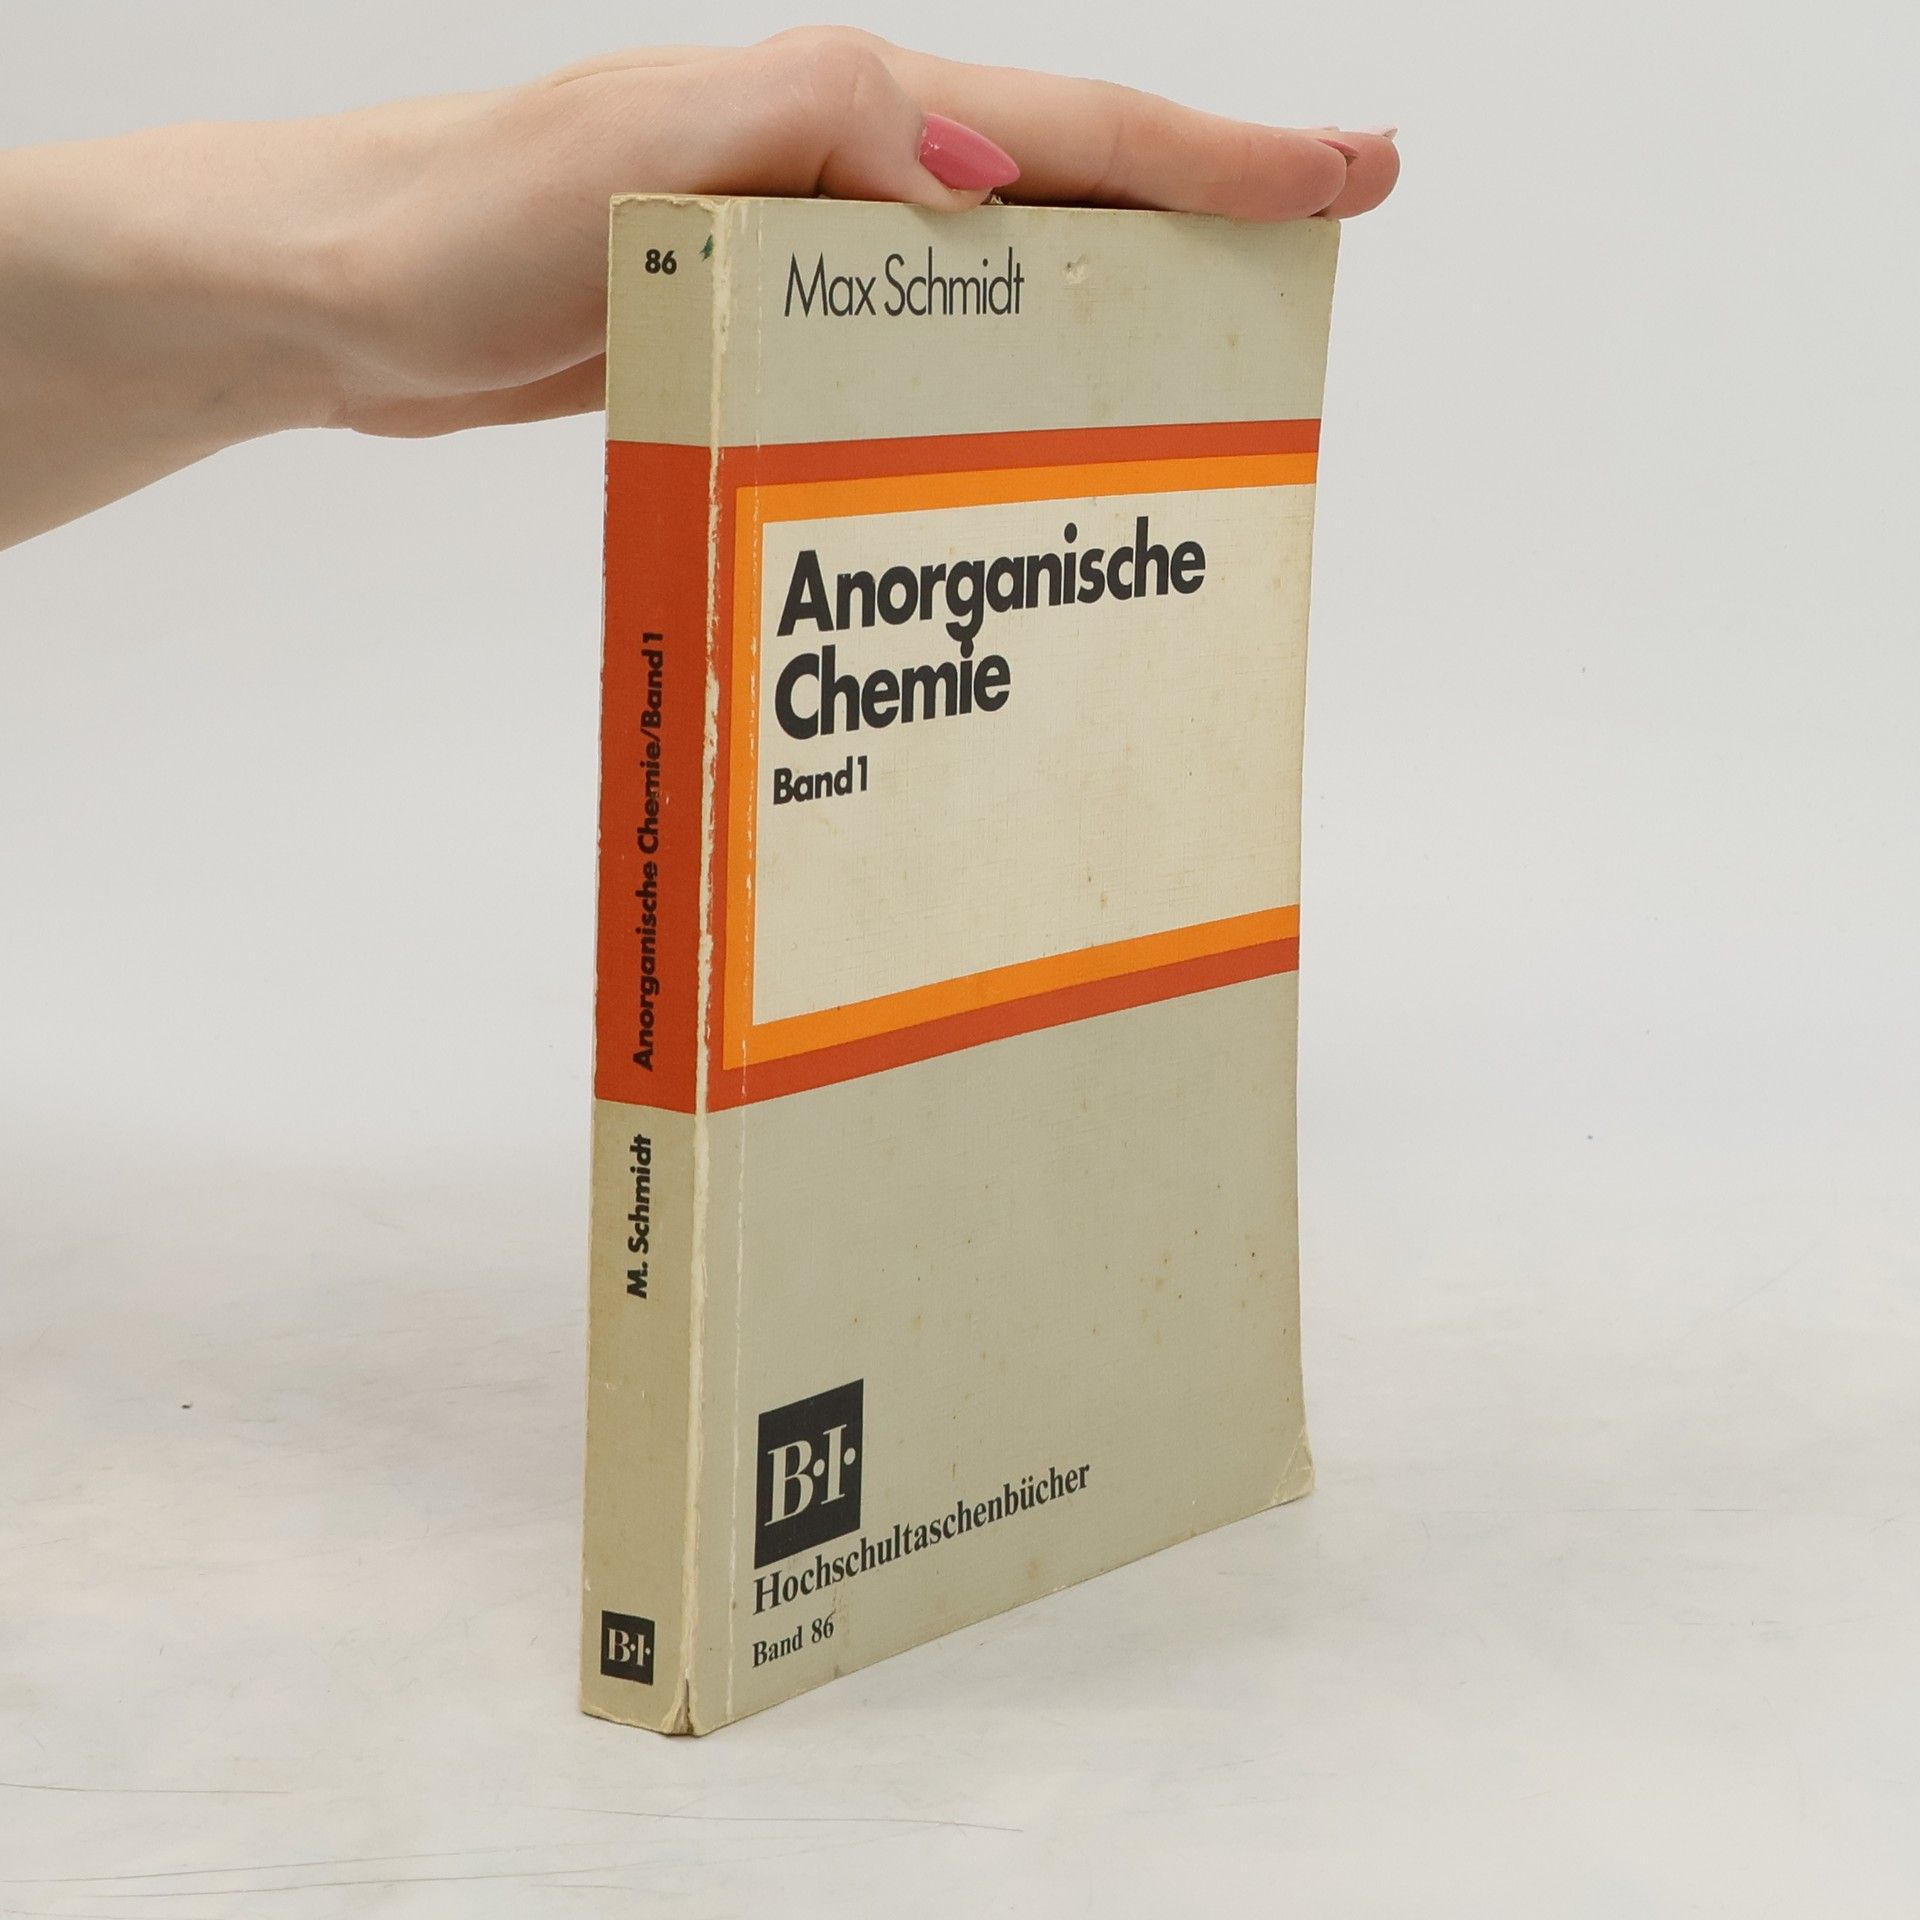 86
Anorganische Chemie/Band 1
M. Schmidt
B·I·
Max Schmidt
Anorganische
Chemie
Band 1
B·I·
Hochschultaschenbücher
Band 86